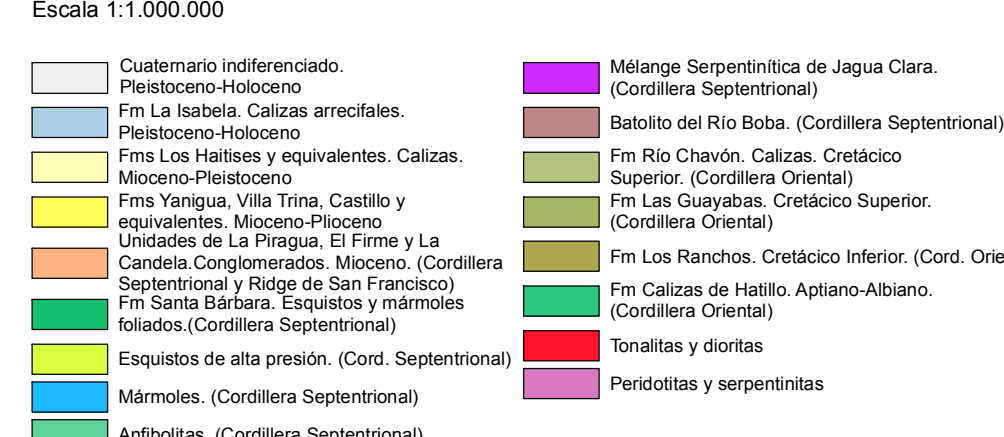 Escala 1:1.000.000
Cuaternario indiferenciado.
Pleistoceno-Holoceno
Fm La Isabela. Calizas arrecifales.
Pleistoceno-Holoceno
Fms Los Haitises y equivalentes. Calizas.
Mioceno-Pleistoceno
Fms Yanigua, Villa Trina, Castillo y
equivalentes. Mioceno-Plioceno
Unidades de La Piragua, El Firme y La
Candela.Conglomerados. Mioceno. (Cordillera
Septentrional y Ridge de San Francisco)
Fm Santa Bárbara. Esquistos y mármoles
foliados.(Cordillera Septentrional)
Esquistos de alta presión. (Cord. Septentrional)
Mármoles. (Cordillera Septentrional)
Anfibolitas. (Cordillera Septentrional)
Mélange Serpentinítica de Jagua Clara.
(Cordillera Septentrional)
Batolito del Río Boba. (Cordillera Septentrional)
Fm Río Chavón. Calizas. Cretácico
Superior. (Cordillera Oriental)
Fm Las Guayabas. Cretácico Superior.
(Cordillera Oriental)
Fm Los Ranchos. Cretácico Inferior. (Cord. Orie
Fm Calizas de Hatillo. Aptiano-Albiano.
(Cordillera Oriental)
Tonalitas y dioritas
Peridotitas y serpentinitas